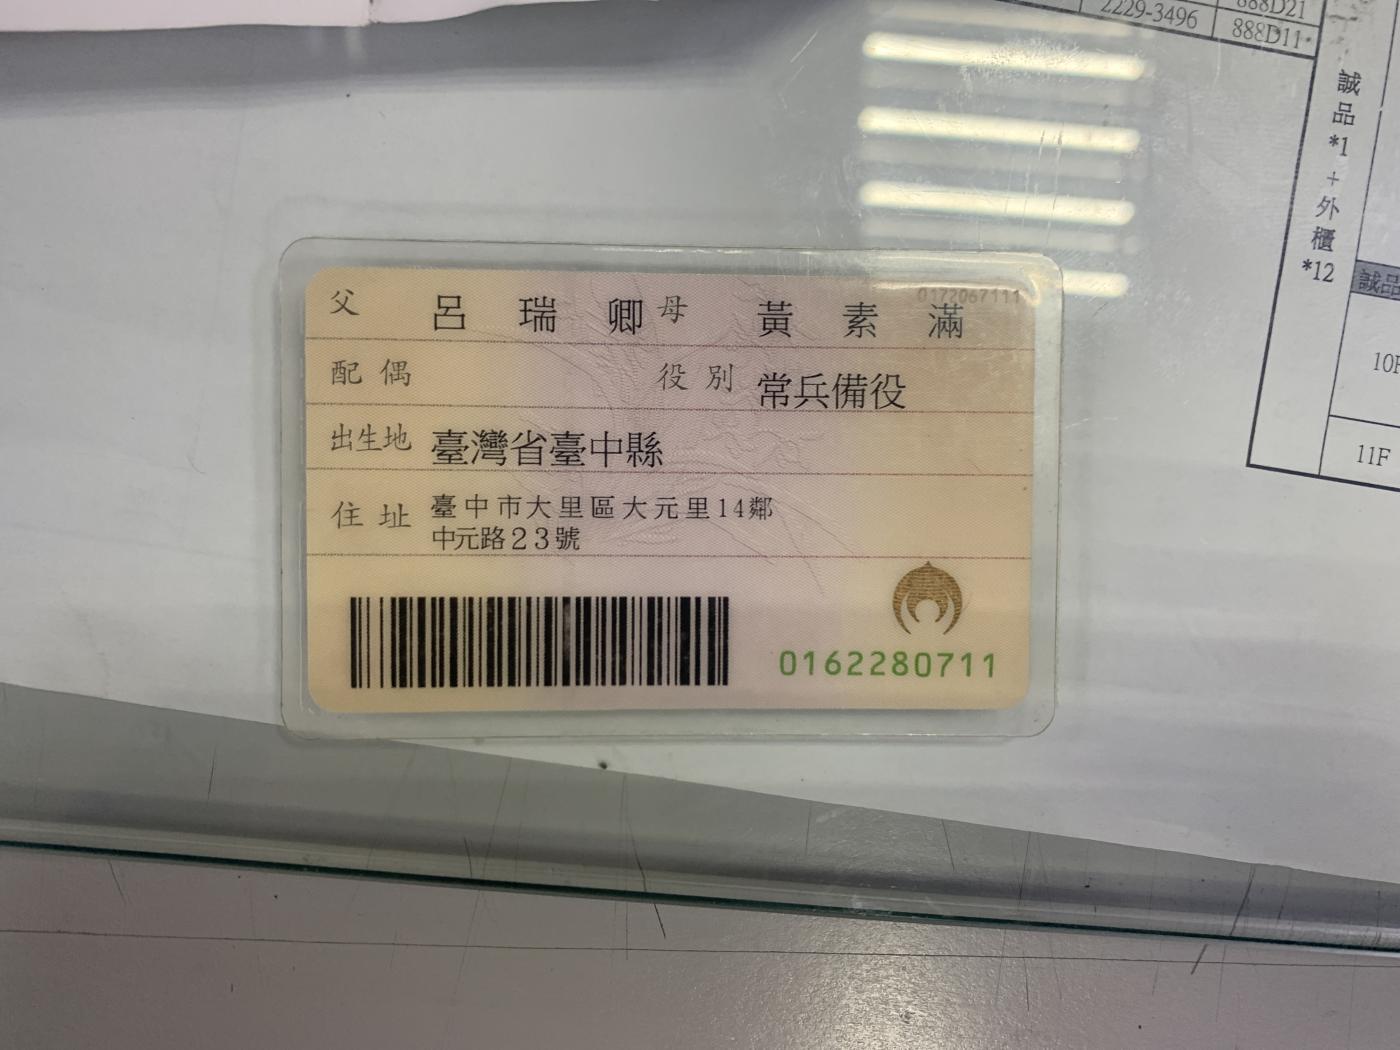 2229-3496 888D11
誠品*1+外櫃*12
誠品
11F
0172067111
父 呂瑞卿 母 黃素滿
配偶 役別 常兵備役
出生地 臺灣省臺中縣
住址 臺中市大里區大元里14鄰
中元路23號
0162280711